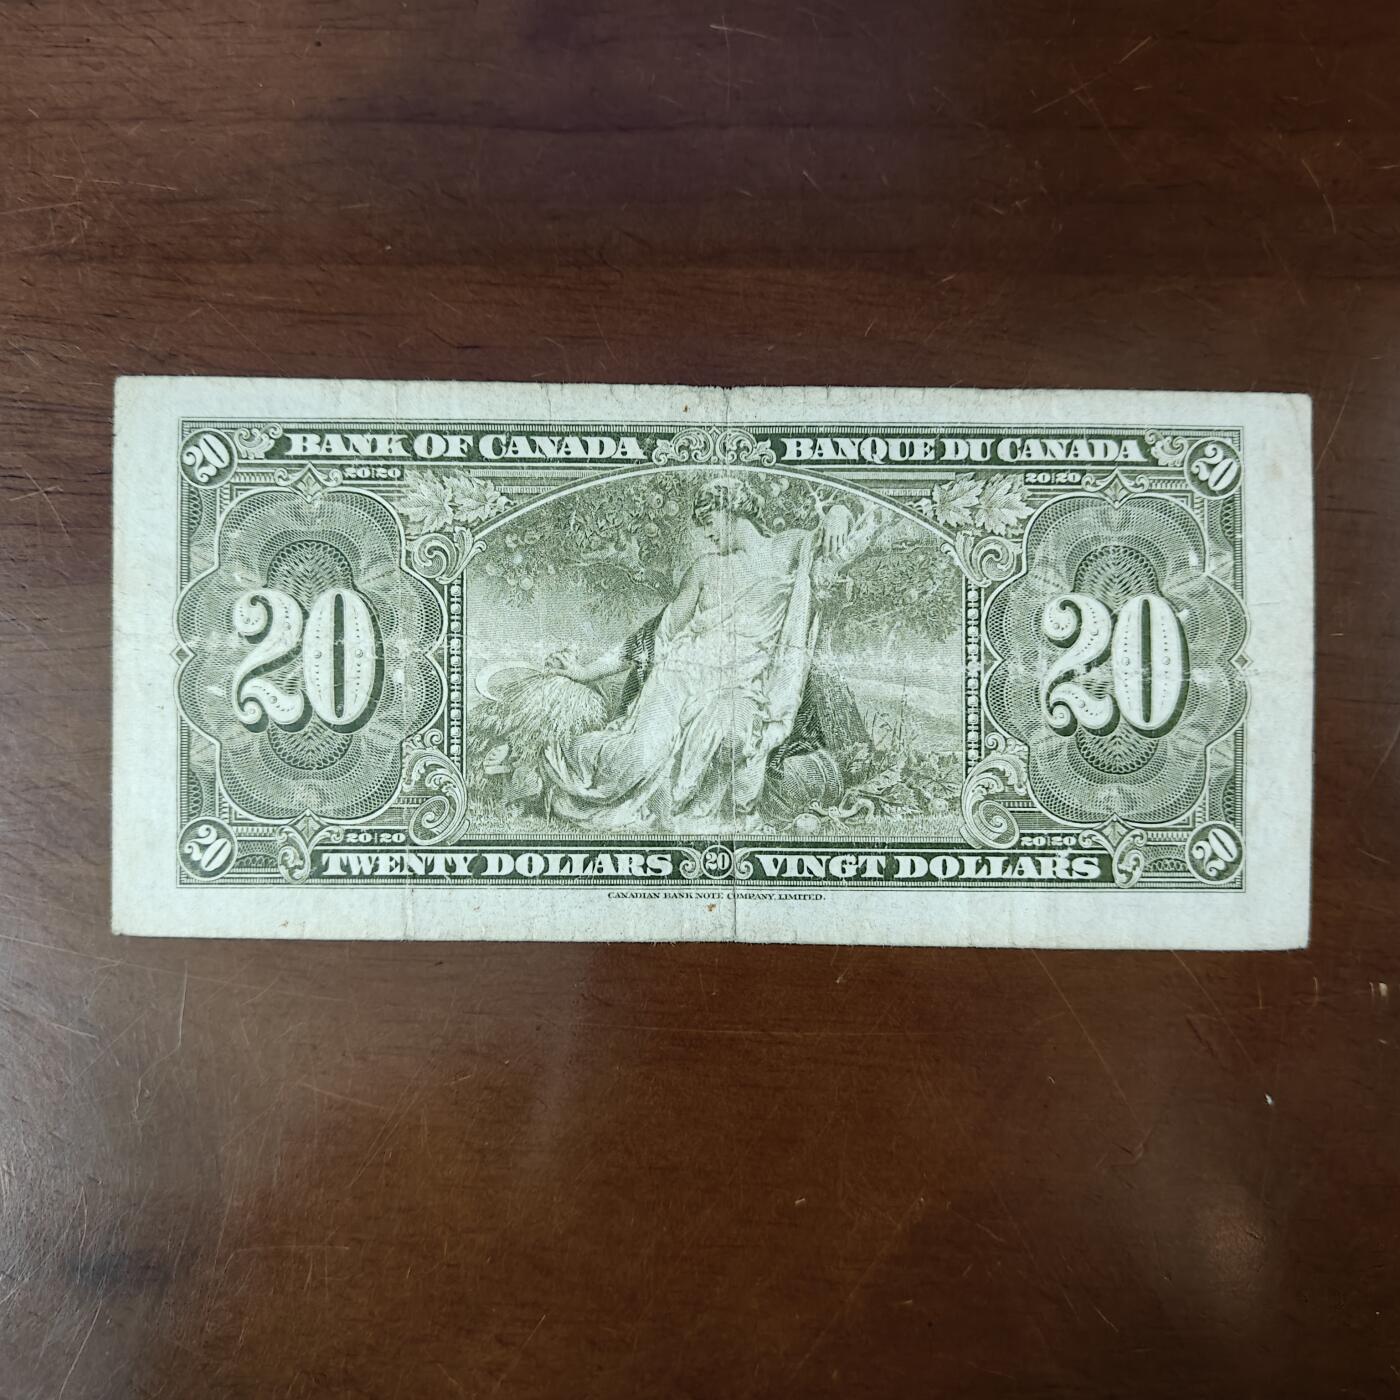 20 BANK OF CANADA BANQUE DU CANADA 20
20 20 20 20
20 20
20 20 20 20
20 TWENTY DOLLARS 20 VINGT DOLLARS 20
CANADIAN BANK NOTE COMPANY, LIMITED.